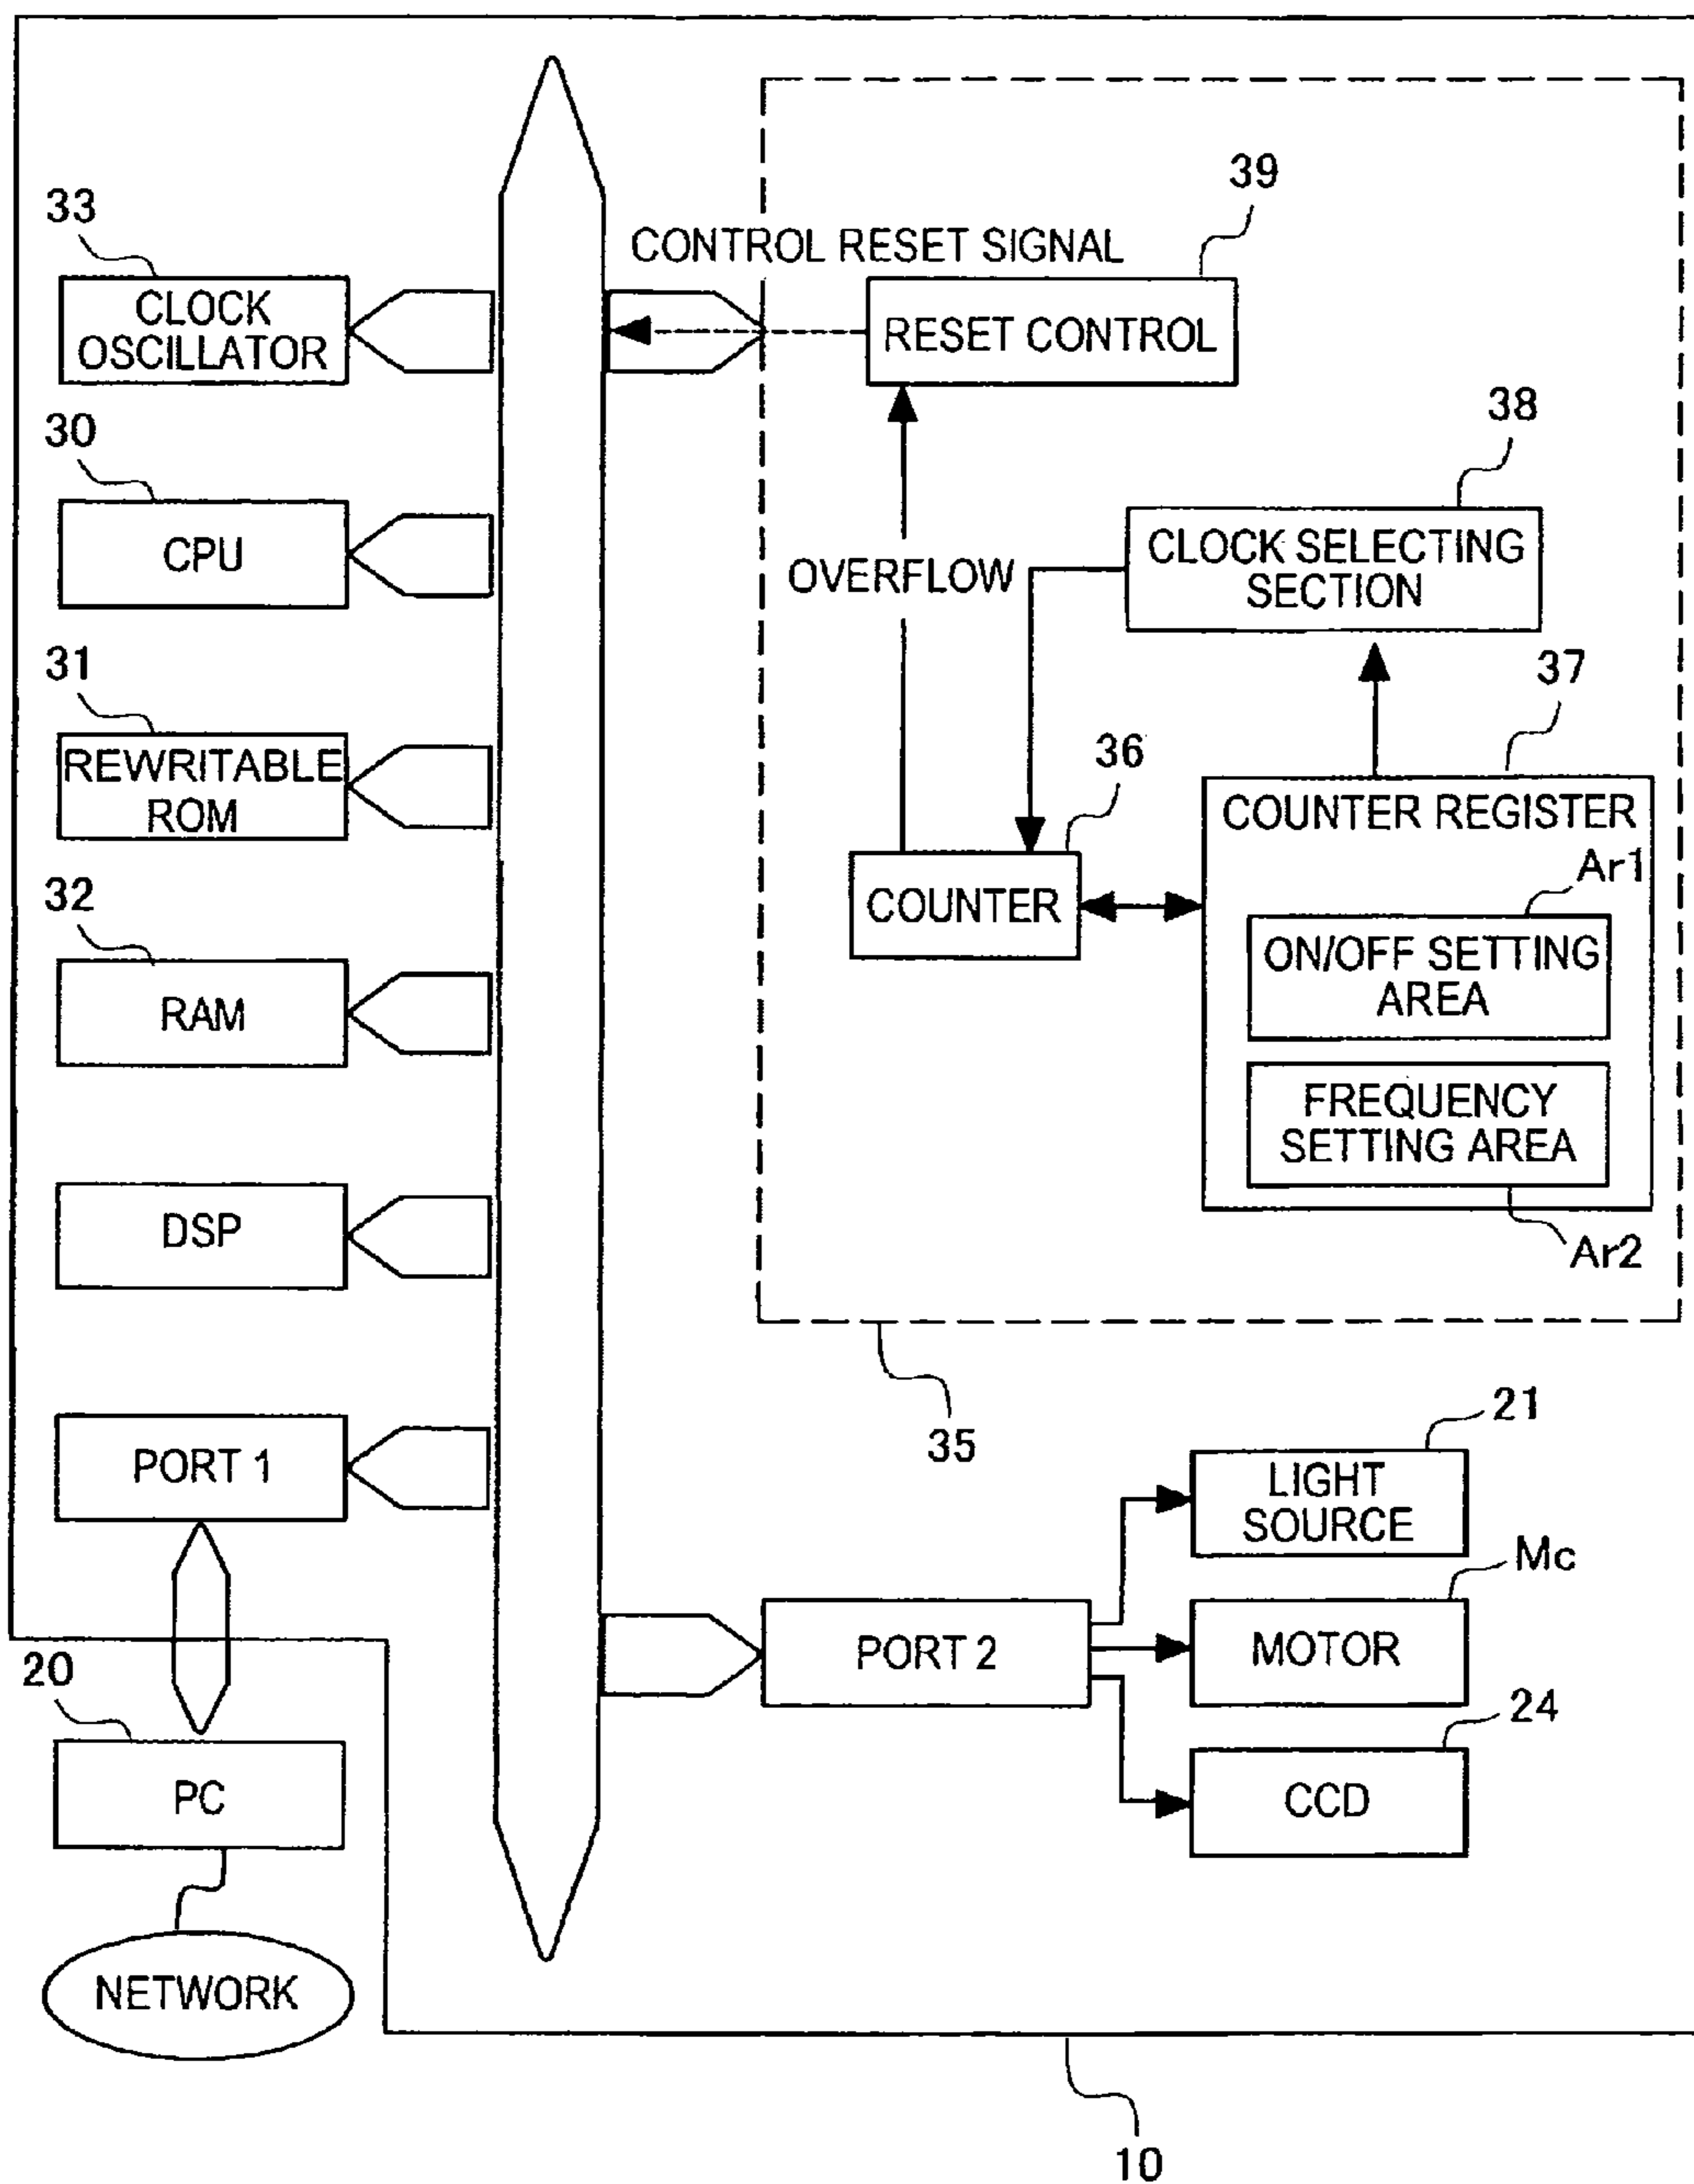 39
33
CONTROL RESET SIGNAL
CLOCK
OSCILLATOR
RESET CONTROL
38
30
CPU
CLOCK SELECTING
SECTION
OVERFLOW
31
37
36
REWRITABLE
ROM
COUNTER REGISTER
Ar1
32
COUNTER
ON/OFF SETTING
AREA
RAM
FREQUENCY
SETTING AREA
DSP
Ar2
21
35
PORT 1
LIGHT
SOURCE
Mc
20
PORT 2
MOTOR
24
PC
CCD
NETWORK
10